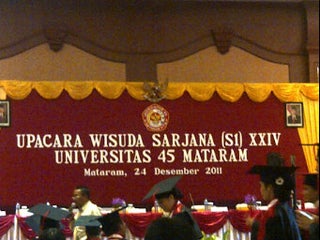 UPACARA WISUDA SARJANA (S1) XXIV
UNIVERSITAS 45 MATARAM
Mataram, 24 Desember 2011